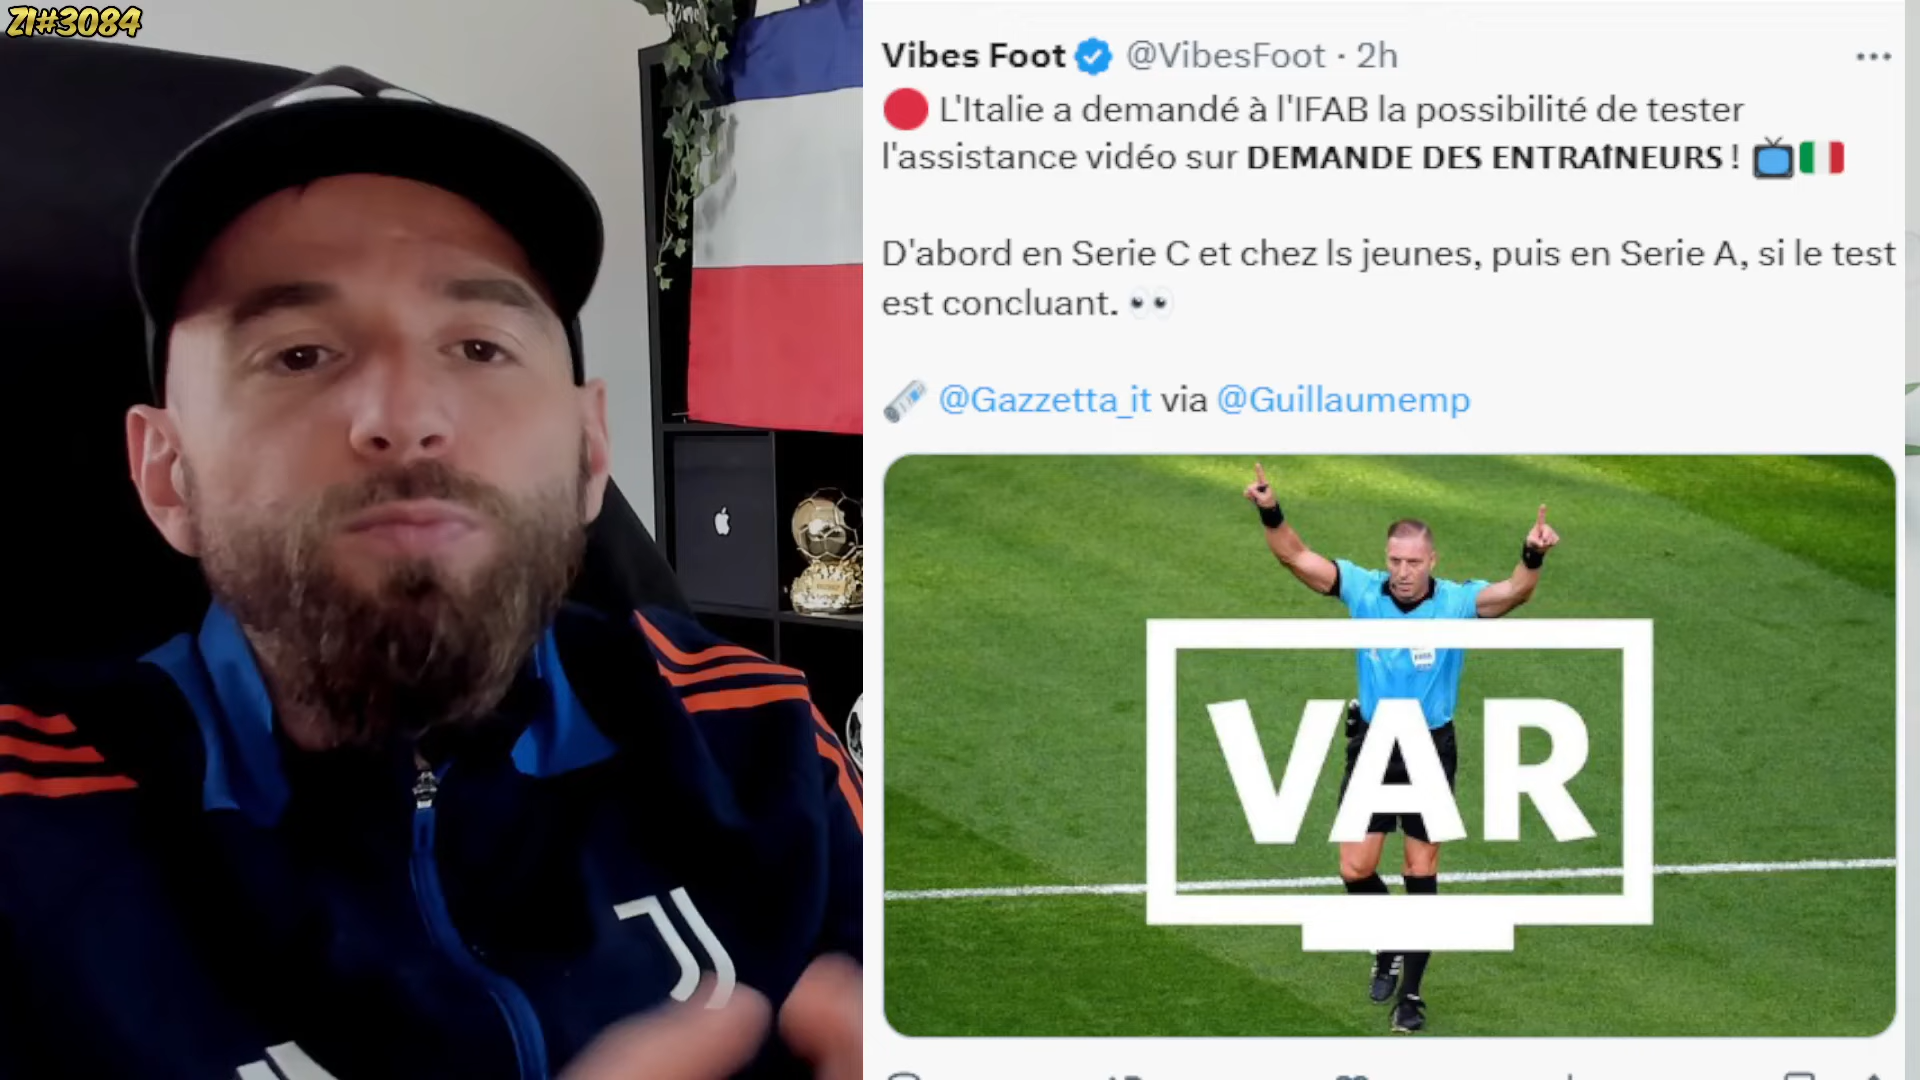 ZI#3084
Vibes Foot @VibesFoot · 2h
L'Italie a demandé à l'IFAB la possibilité de tester
l'assistance vidéo sur DEMANDE DES ENTRAÎNEURS !
D'abord en Serie C et chez ls jeunes, puis en Serie A, si le test
est concluant.
@Gazzetta_it via @Guillaumemp
VAR